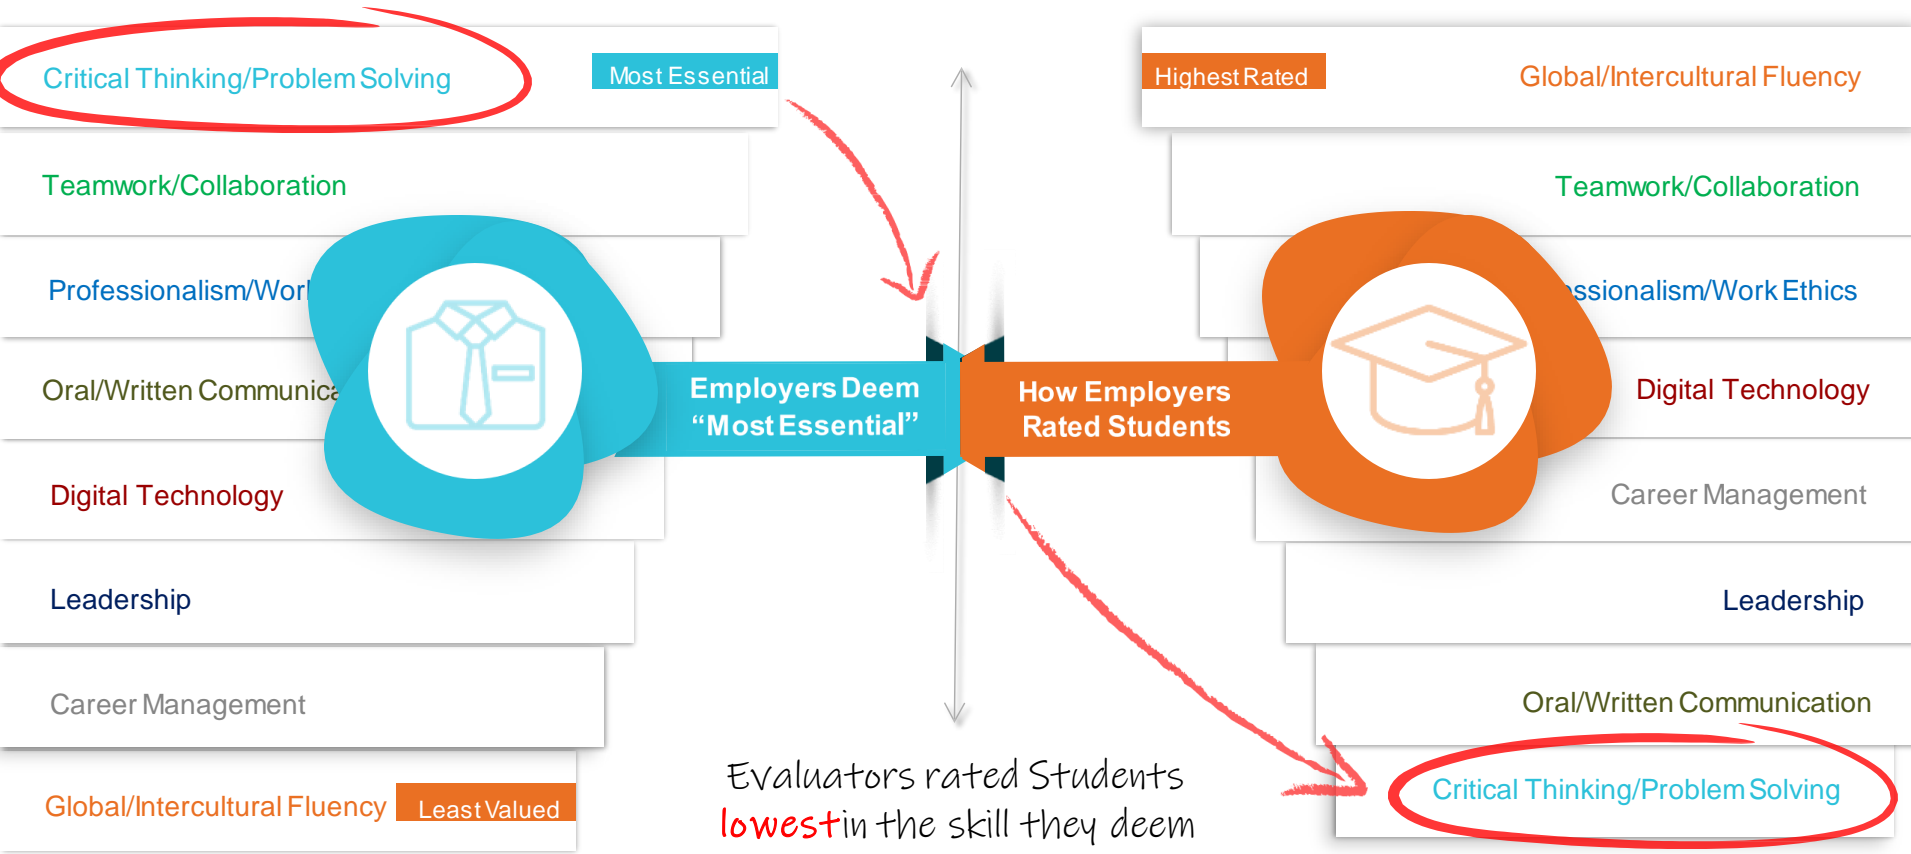 Critical Thinking/Problem Solving
Most Essential
Teamwork/Collaboration
Professionalism/Wor
Oral/Written Communica
Digital Technology
Leadership
Career Management
Global/Intercultural Fluency
Least Valued
Employers Deem
“Most Essential”
How Employers
Rated Students
Highest Rated
Global/Intercultural Fluency
Teamwork/Collaboration
essionalism/Work Ethics
Digital Technology
Career Management
Leadership
Oral/Written Communication
Critical Thinking/Problem Solving
Evaluators rated Students
lowest in the skill they deem